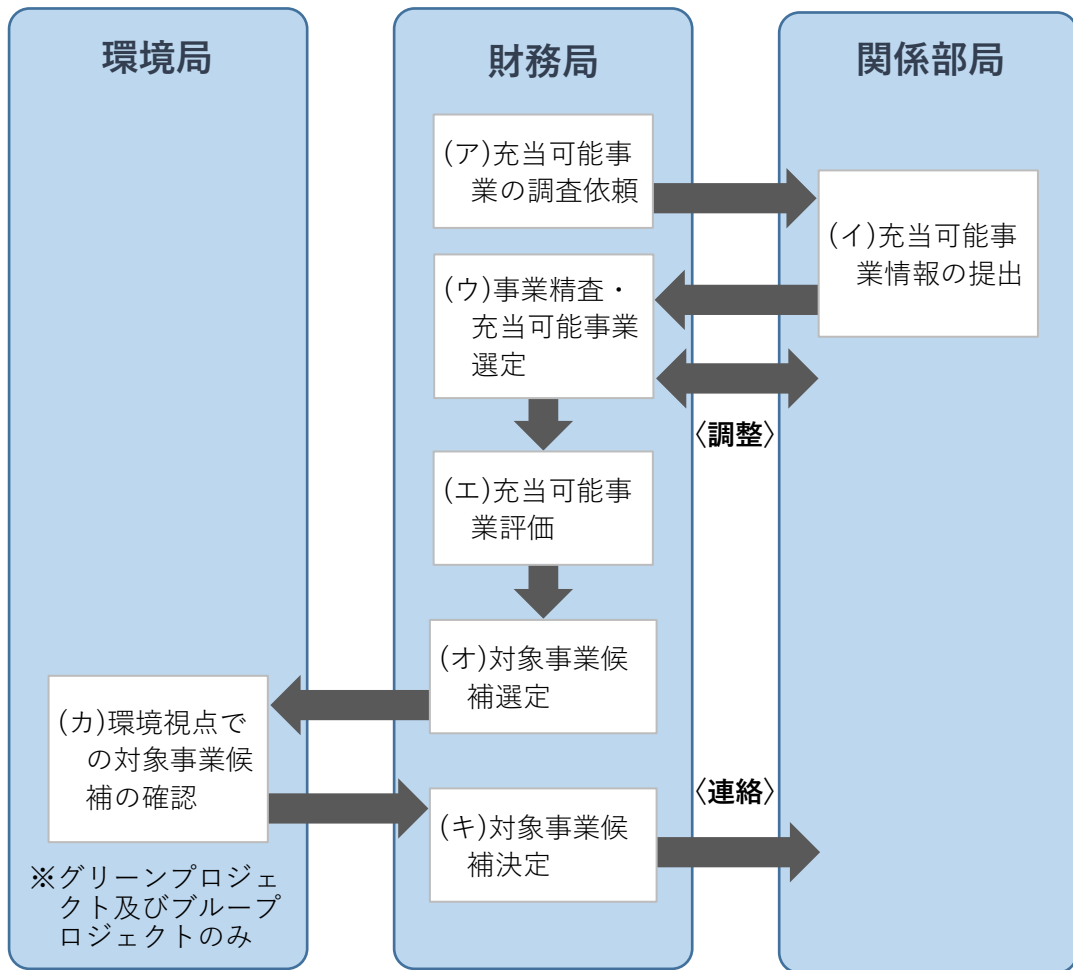 環境局
財務局
関係部局
(ア)充当可能事
業の調査依頼
(イ)充当可能事
業情報の提出
(ウ)事業精査・
充当可能事業
選定
〈調整〉
(エ)充当可能事
業評価
(オ)対象事業候
補選定
(カ)環境視点で
の対象事業候
補の確認
※グリーンプロジェ
クト及びブループ
ロジェクトのみ
(キ)対象事業候
補決定
〈連絡〉